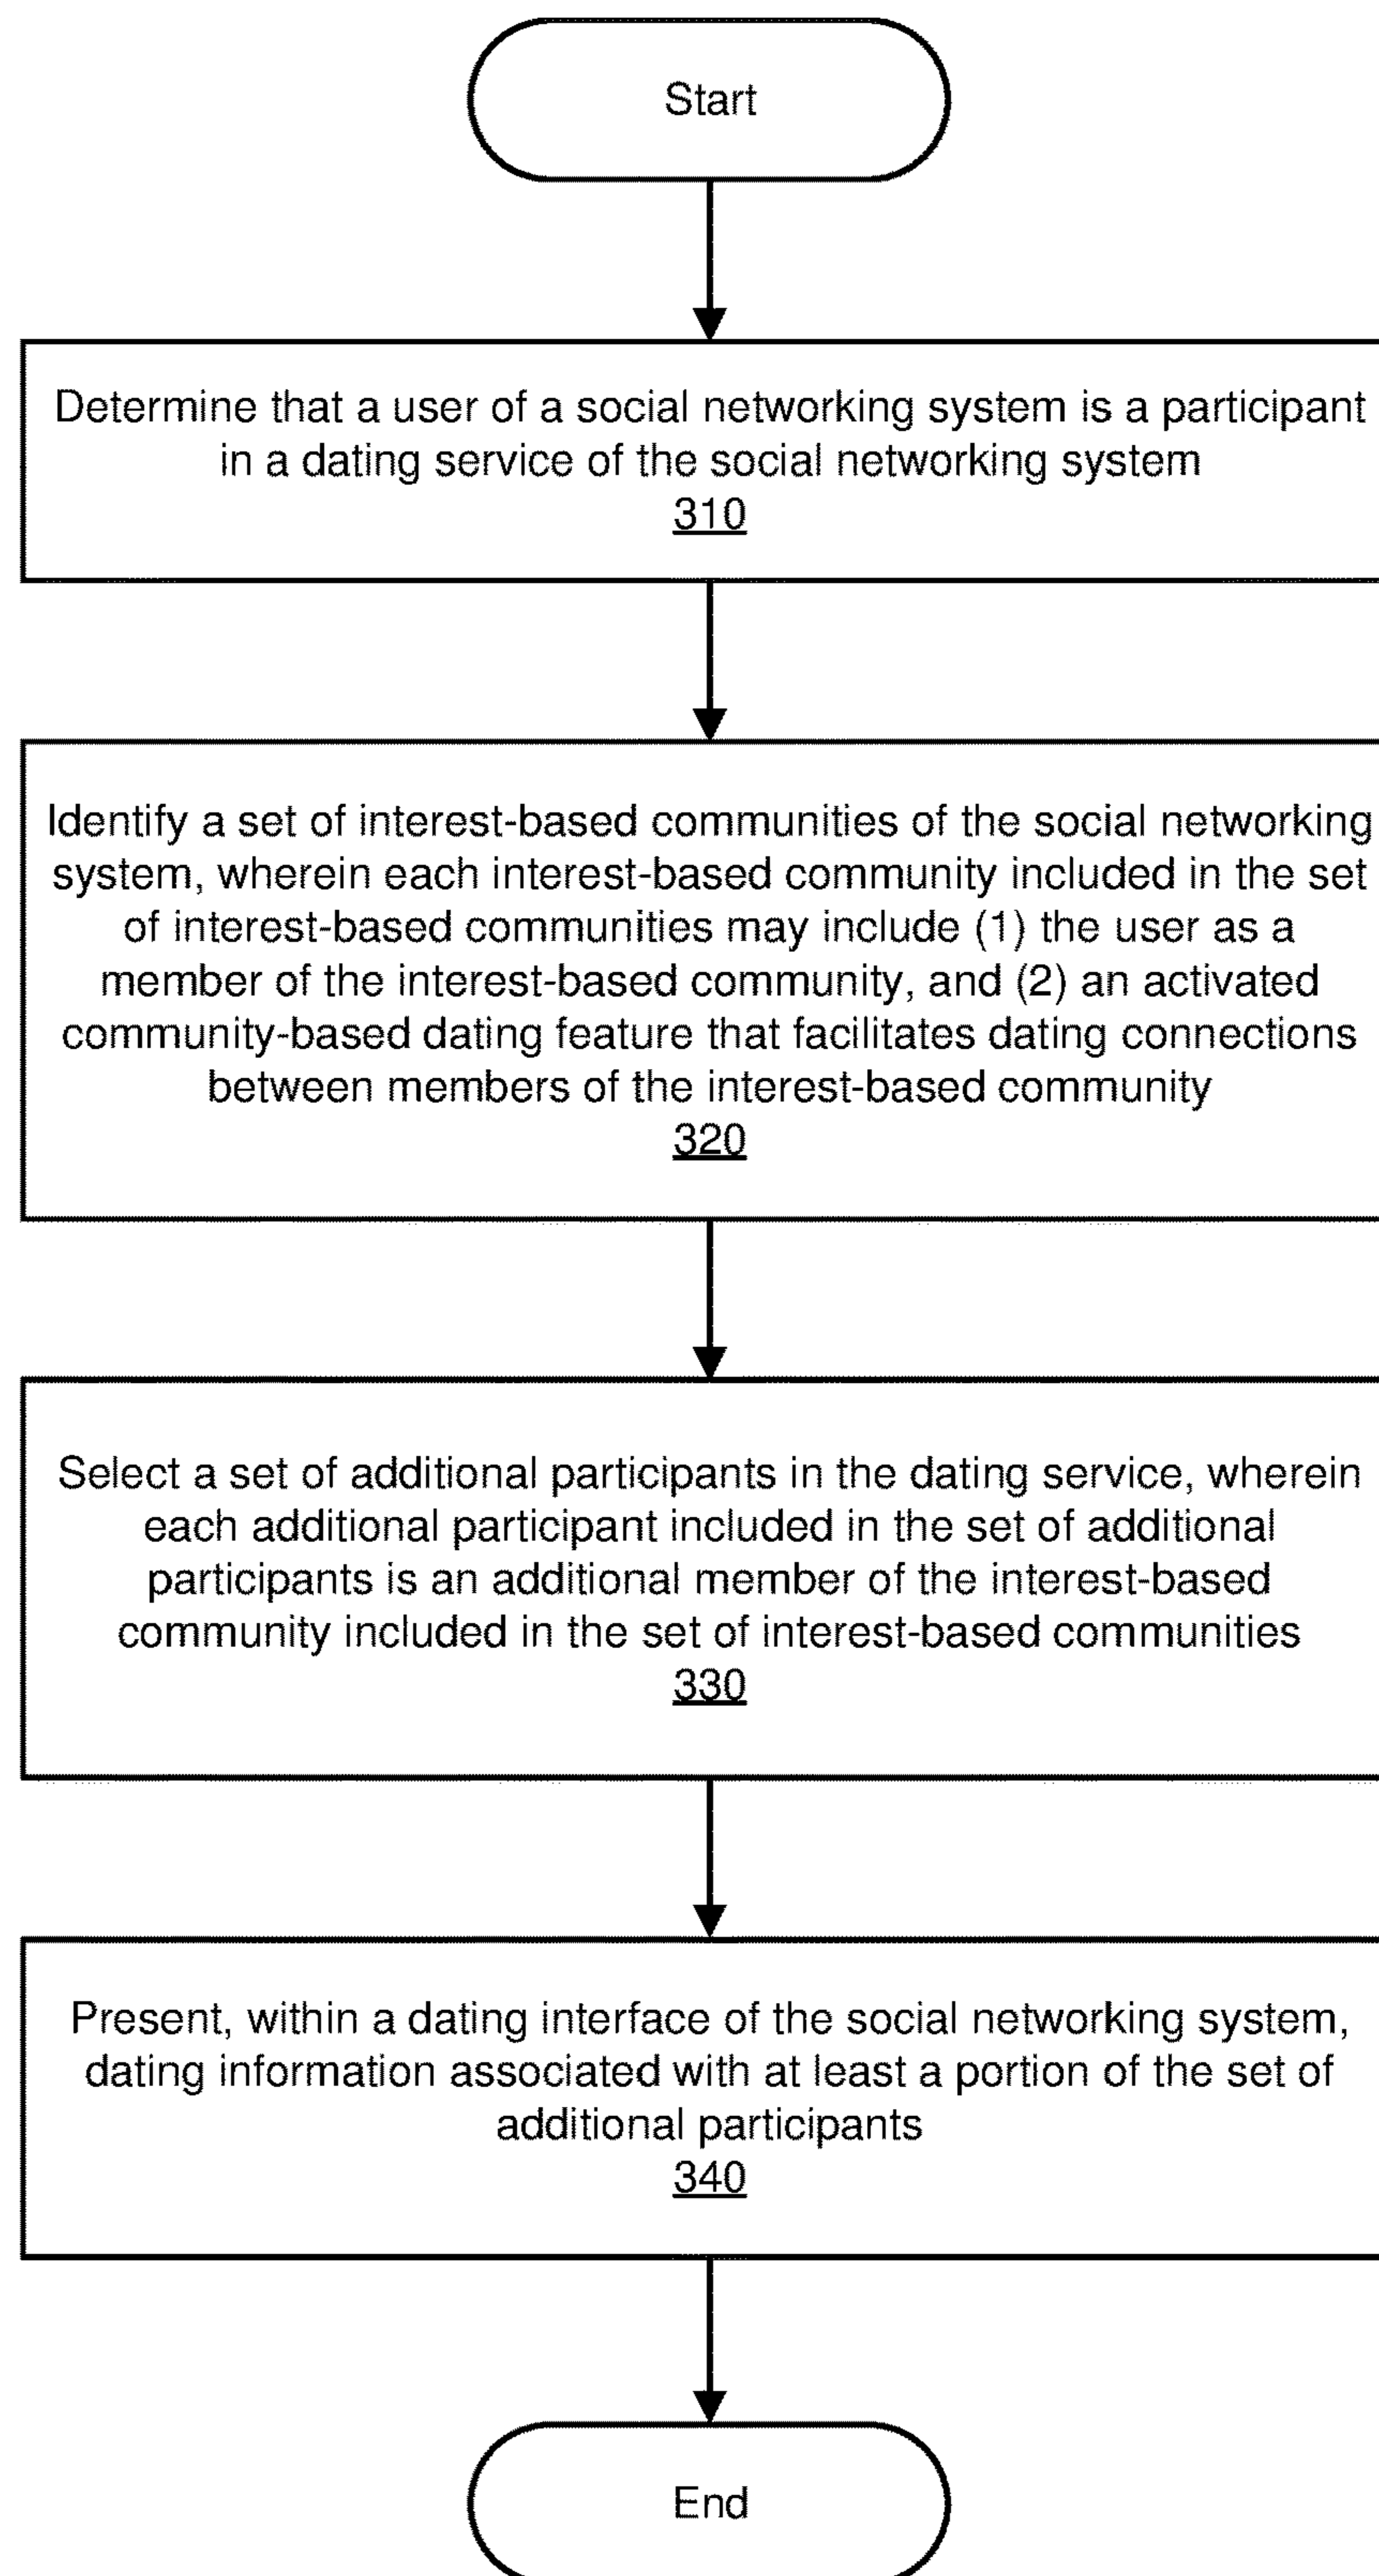 Start
Determine that a user of a social networking system is a participant
in a dating service of the social networking system
310
Identify a set of interest-based communities of the social networking
system, wherein each interest-based community included in the set
of interest-based communities may include (1) the user as a
member of the interest-based community, and (2) an activated
community-based dating feature that facilitates dating connections
between members of the interest-based community
320
Select a set of additional participants in the dating service, wherein
each additional participant included in the set of additional
participants is an additional member of the interest-based
community included in the set of interest-based communities
330
Present, within a dating interface of the social networking system,
dating information associated with at least a portion of the set of
additional participants
340
End